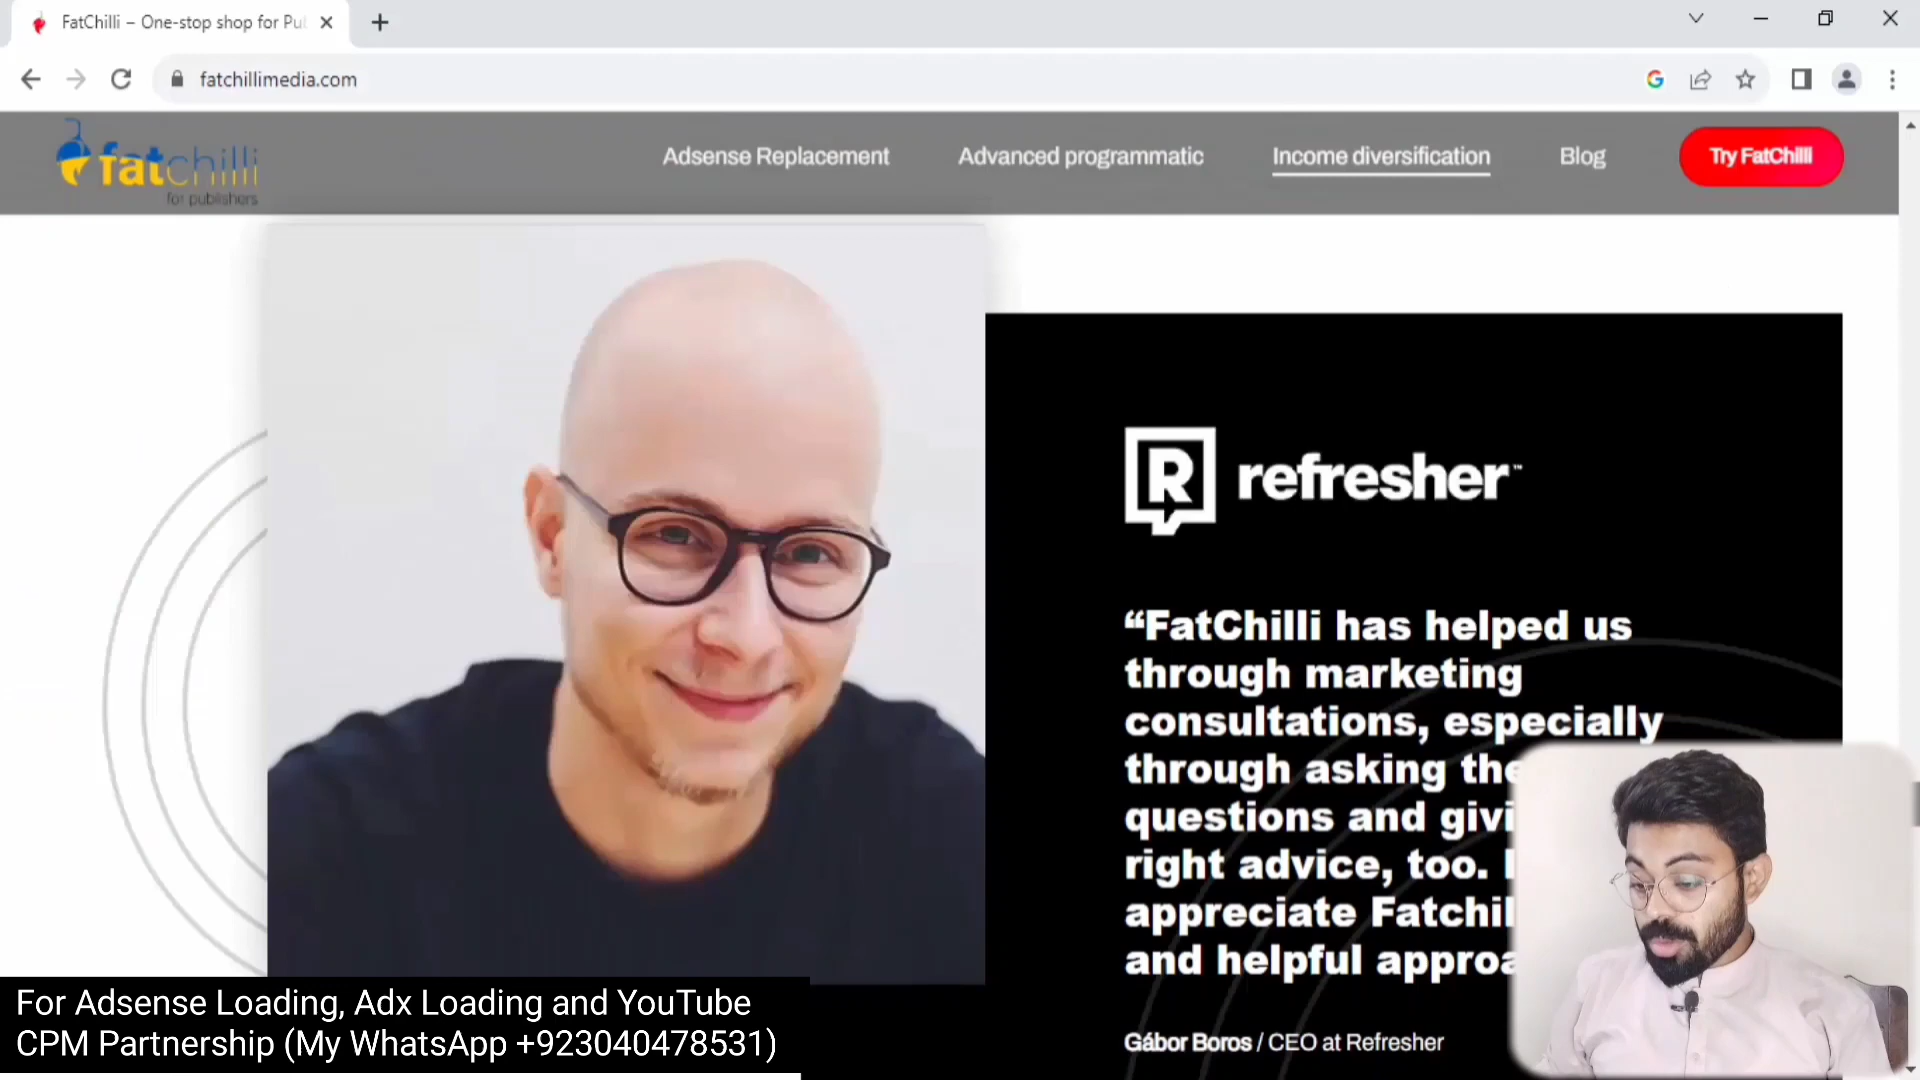 FatChilli – One-stop shop for Pu
fatchillimedia.com
fatchilli
for publishers
Adsense Replacement
Advanced programmatic
Income diversification
Blog
Try FatChilli
R refresher™
“FatChilli has helped us
through marketing
consultations, especially
through asking the
questions and givi
right advice, too.
appreciate Fatchil
and helpful approa
Gábor Boros / CEO at Refresher
For Adsense Loading, Adx Loading and YouTube
CPM Partnership (My WhatsApp +923040478531)